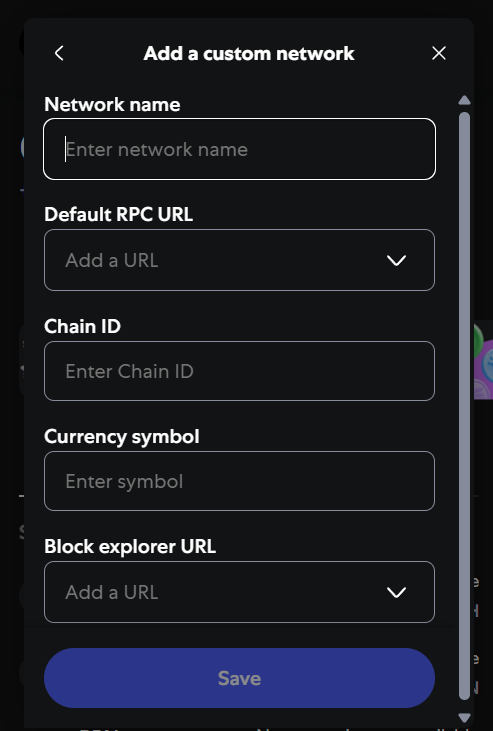 Add a custom network
Network name
Enter network name
Default RPC URL
Add a URL
Chain ID
Enter Chain ID
Currency symbol
Enter symbol
Block explorer URL
Add a URL
Save